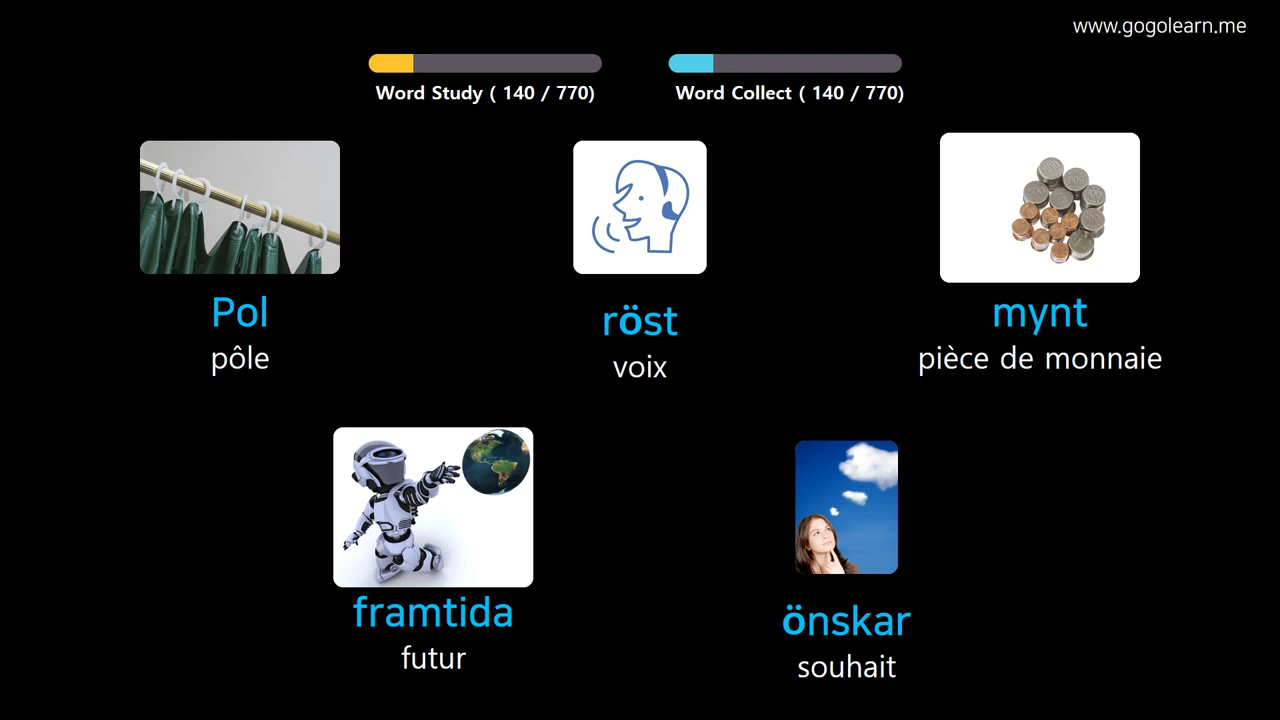 www.gogolearn.me
Word Study ( 140 / 770)
Word Collect ( 140 / 770)
Pol
pôle
röst
voix
mynt
pièce de monnaie
framtida
futur
önskar
souhait